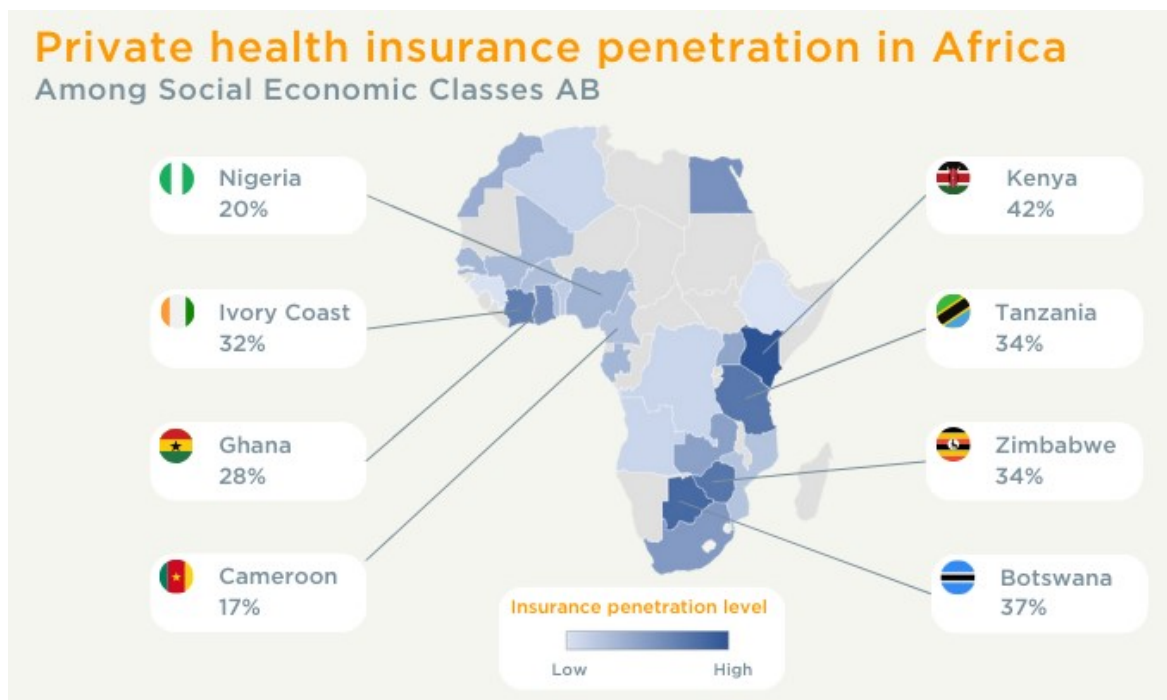 Private health insurance penetration in Africa
Among Social Economic Classes AB
Nigeria
20%
Ivory Coast
32%
Ghana
28%
Cameroon
17%
Kenya
42%
Tanzania
34%
Zimbabwe
34%
Botswana
37%
Insurance penetration level
Low High